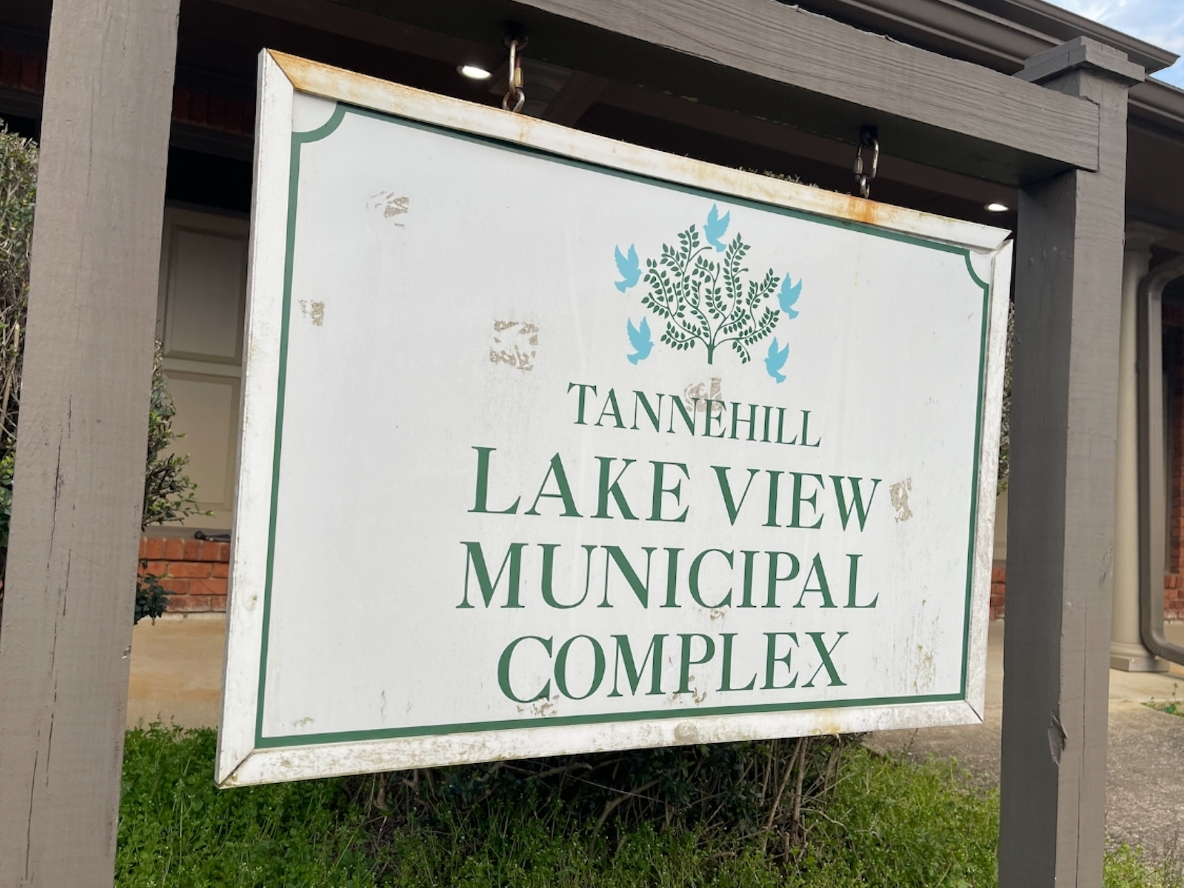 TANNEHILL
LAKE VIEW
MUNICIPAL
COMPLEX